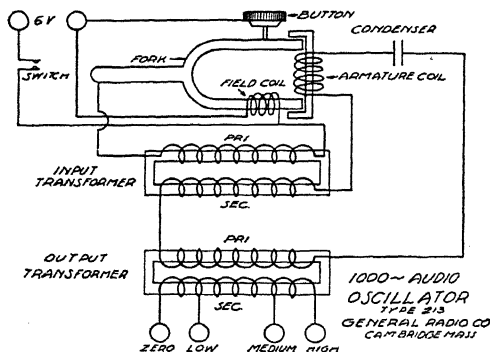 6V
BUTTON
SWITCH
FORK
CONDENSER
FIELD COIL
ARMATURE COIL
PRI
INPUT
TRANSFORMER
SEC.
PRI
OUTPUT
TRANSFORMER
SEC.
ZERO LOW MEDIUM HIGH
1000~ AUDIO
OSCILLATOR
TYPE 213
GENERAL RADIO CO
CAMBRIDGE MASS